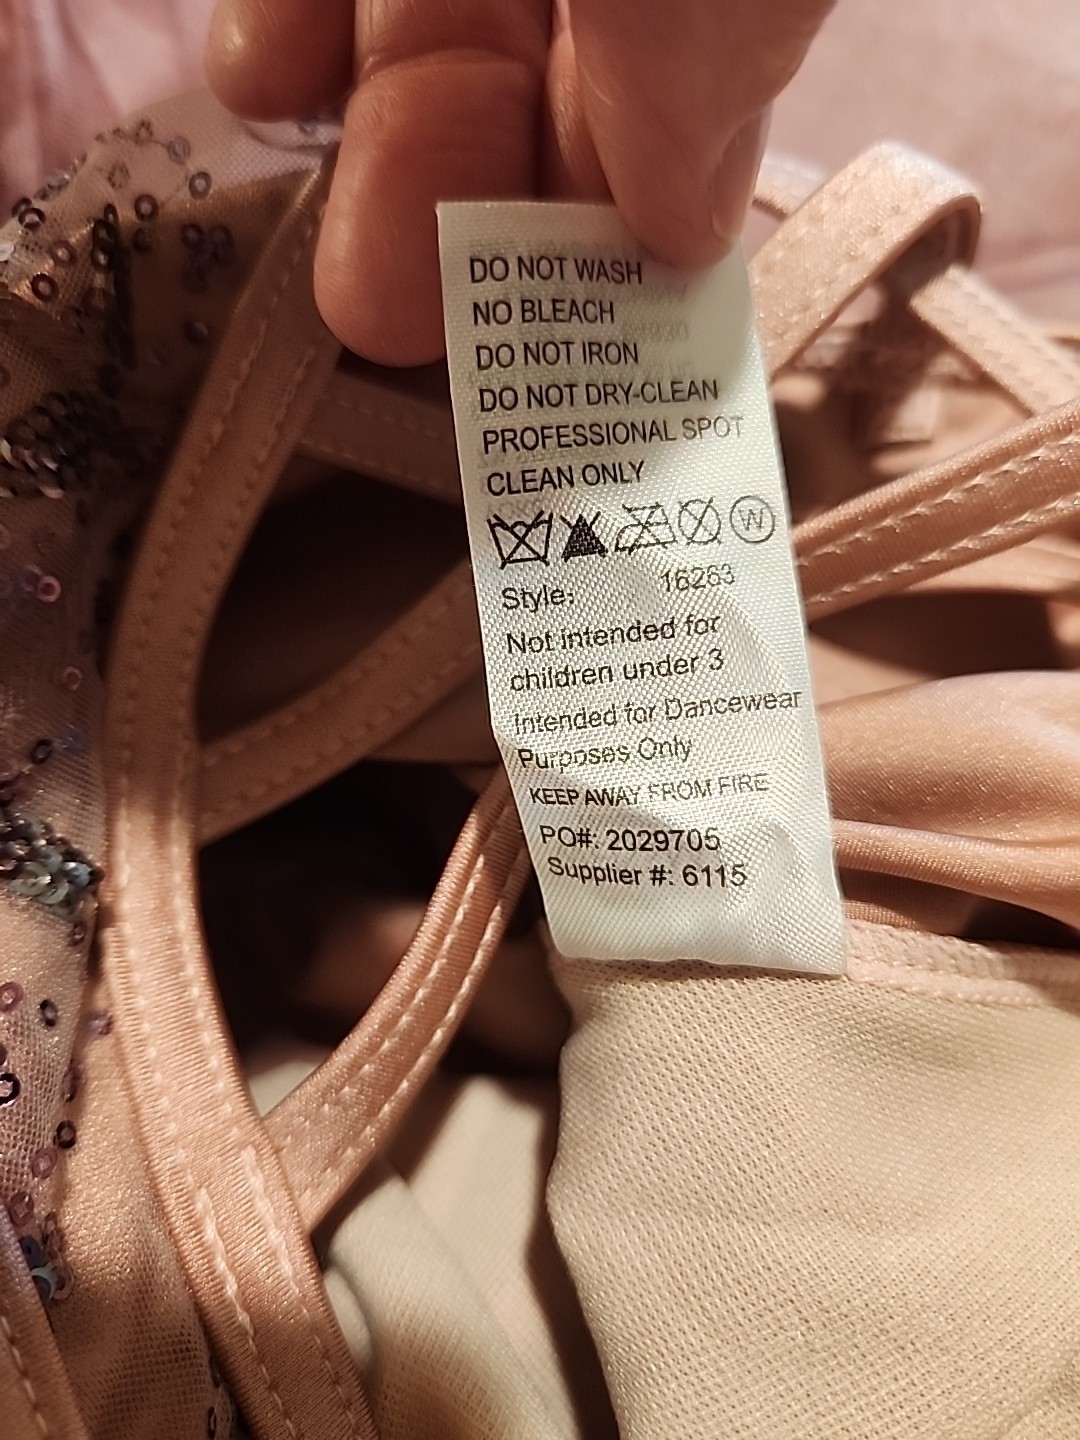 DO NOT WASH
NO BLEACH
DO NOT IRON
DO NOT DRY-CLEAN
PROFESSIONAL SPOT
CLEAN ONLY
W
Style: 16263
Not intended for
children under 3
Intended for Dancewear
Purposes Only
KEEP AWAY FROM FIRE
PO#: 2029705
Supplier #: 6115